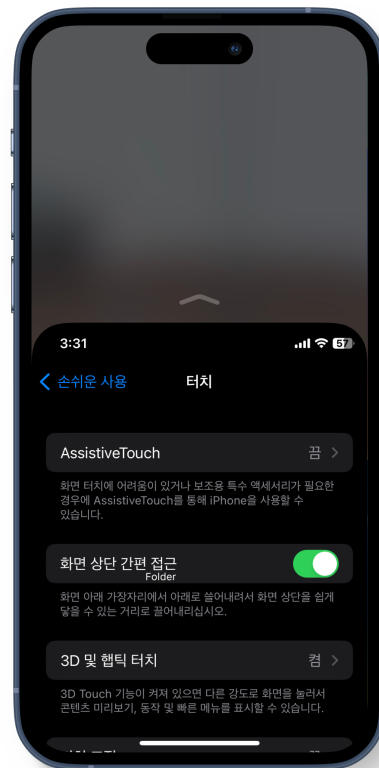 3:31
57
손쉬운 사용
터치
AssistiveTouch
끔
화면 터치에 어려움이 있거나 보조용 특수 액세서리가 필요한
경우에 AssistiveTouch를 통해 iPhone을 사용할 수
있습니다.
화면 상단 간편 접근
Folder
화면 아래 가장자리에서 아래로 쓸어내려서 화면 상단을 쉽게
닿을 수 있는 거리로 끌어내리십시오.
3D 및 햅틱 터치
켬
3D Touch 기능이 켜져 있으면 다른 강도로 화면을 눌러서
콘텐츠 미리보기, 동작 및 빠른 메뉴를 표시할 수 있습니다.